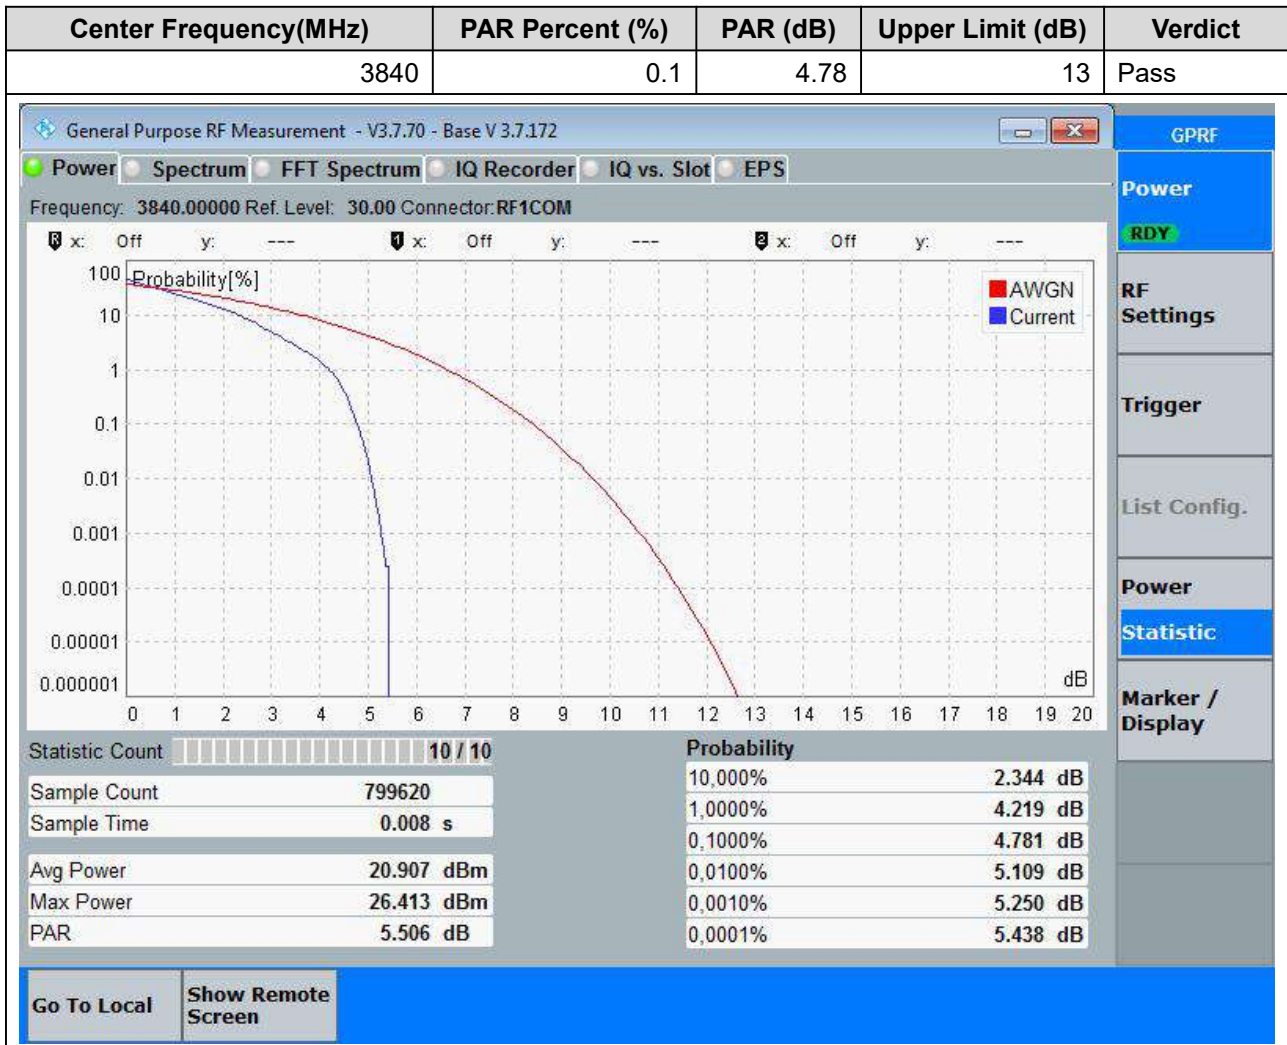 Center Frequency(MHz) PAR Percent (%) PAR (dB) Upper Limit (dB) Verdict
3840 0.1 4.78 13 Pass
General Purpose RF Measurement - V3.7.70 - Base V 3.7.172
GPRF
Power Spectrum FFT Spectrum IQ Recorder IQ vs. Slot EPS
Power
RDY
Frequency: 3840.00000 Ref. Level: 30.00 Connector:RF1COM
R x: Off y: --- 1 x: Off y: --- 2 x: Off y: ---
Probability[%]
AWGN
Current
100
10
1
0.1
0.01
0.001
0.0001
0.00001
0.000001
dB
0 1 2 3 4 5 6 7 8 9 10 11 12 13 14 15 16 17 18 19 20
RF
Settings
Trigger
List Config.
Power
Statistic
Marker /
Display
Statistic Count 10 / 10
Sample Count 799620
Sample Time 0.008 s
Avg Power 20.907 dBm
Max Power 26.413 dBm
PAR 5.506 dB
Probability
10,000% 2.344 dB
1,0000% 4.219 dB
0,1000% 4.781 dB
0,0100% 5.109 dB
0,0010% 5.250 dB
0,0001% 5.438 dB
Go To Local
Show Remote
Screen